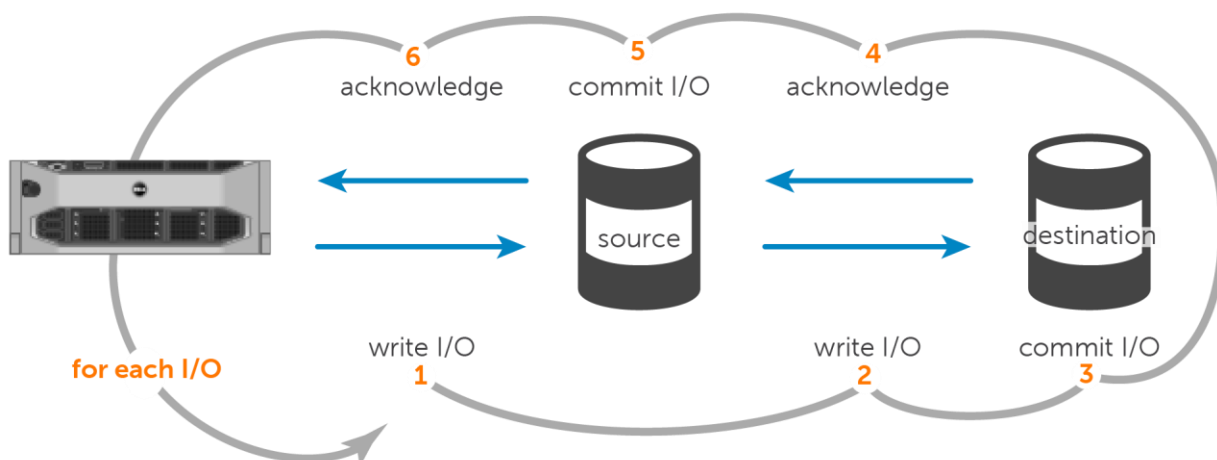 6
5
4
acknowledge
commit I/O
acknowledge
source
destination
write I/O
write I/O
commit I/O
for each I/O
1
2
3